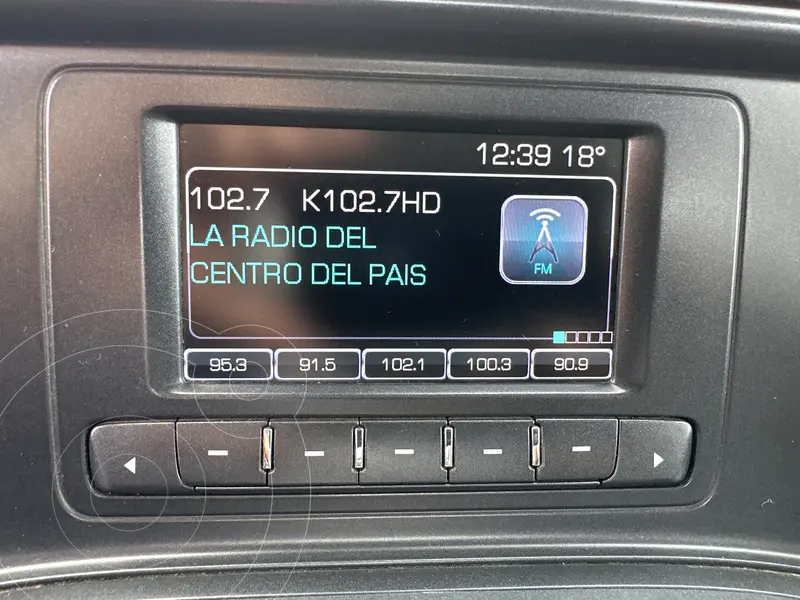 12:39 18°
102.7 K102.7HD
LA RADIO DEL
CENTRO DEL PAIS
FM
95.3 91.5 102.1 100.3 90.9